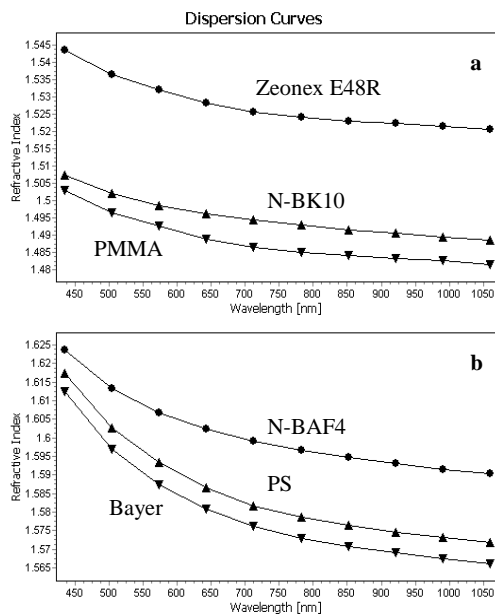 Dispersion Curves
a
Refractive Index
1.545
1.54
1.535
1.53
1.525
1.52
1.515
1.51
1.505
1.5
1.495
1.49
1.485
1.48
Zeonex E48R
N-BK10
PMMA
450 500 550 600 650 700 750 800 850 900 950 1000 1050
Wavelength [nm]
b
Refractive Index
1.625
1.62
1.615
1.61
1.605
1.6
1.595
1.59
1.585
1.58
1.575
1.57
1.565
N-BAF4
PS
Bayer
450 500 550 600 650 700 750 800 850 900 950 1000 1050
Wavelength [nm]